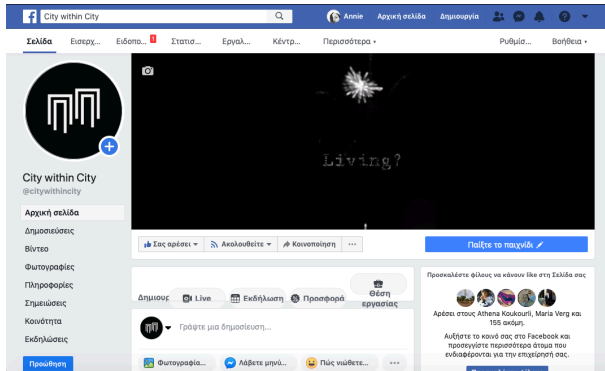 City within City
Annie Αρχική σελίδα Δημιουργία
Σελίδα Εισερχ... Ειδοπο... 1 Στατισ... Εργαλ... Κέντρ... Περισσότερα Ρυθμίσ... Βοήθεια
Living?
City within City
@citywithincity
Αρχική σελίδα
Δημοσιεύσεις
Βίντεο
Φωτογραφίες
Πληροφορίες
Σημειώσεις
Κοινότητα
Εκδηλώσεις
Προώθηση
Σας αρέσει Ακολουθείτε Κοινοποίηση ...
Παίξτε το παιχνίδι
Δημιουρ Live Εκδήλωση Προσφορά Θέση
εργασίας
Γράψτε μια δημοσίευση...
Φωτογραφία... Λάβετε μηνύ... Πώς νιώθετε... ...
Προσκαλέστε φίλους να κάνουν like στη Σελίδα σας
Αρέσει στους Athena Koukourli, Maria Verg και
155 ακόμη.
Αυξήστε το κοινό σας στο Facebook και
προσεγγίστε περισσότερα άτομα που
ενδιαφέρονται για την επιχείρησή σας.